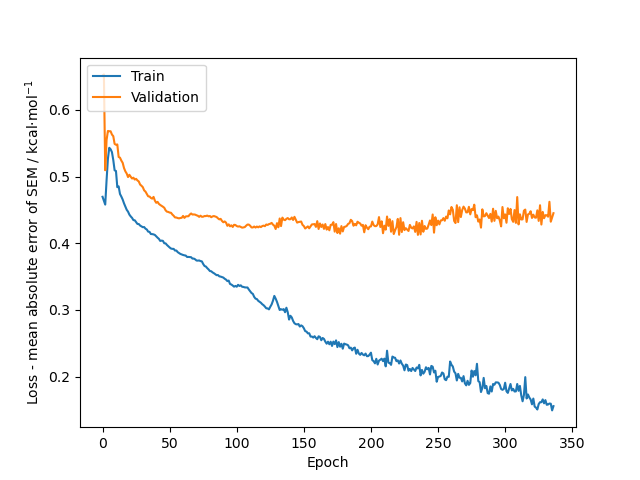 Train
Validation
0.6
0.5
0.4
0.3
0.2
0 50 100 150 200 250 300 350
Epoch
Loss - mean absolute error of SEM / kcal·mol⁻¹